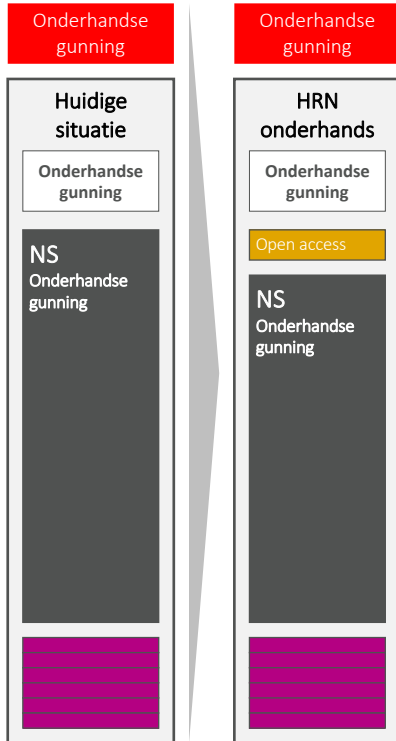 Onderhandse
gunning
Huidige
situatie
Onderhandse
gunning
NS
Onderhandse
gunning
Onderhandse
gunning
HRN
onderhands
Onderhandse
gunning
Open access
NS
Onderhandse
gunning